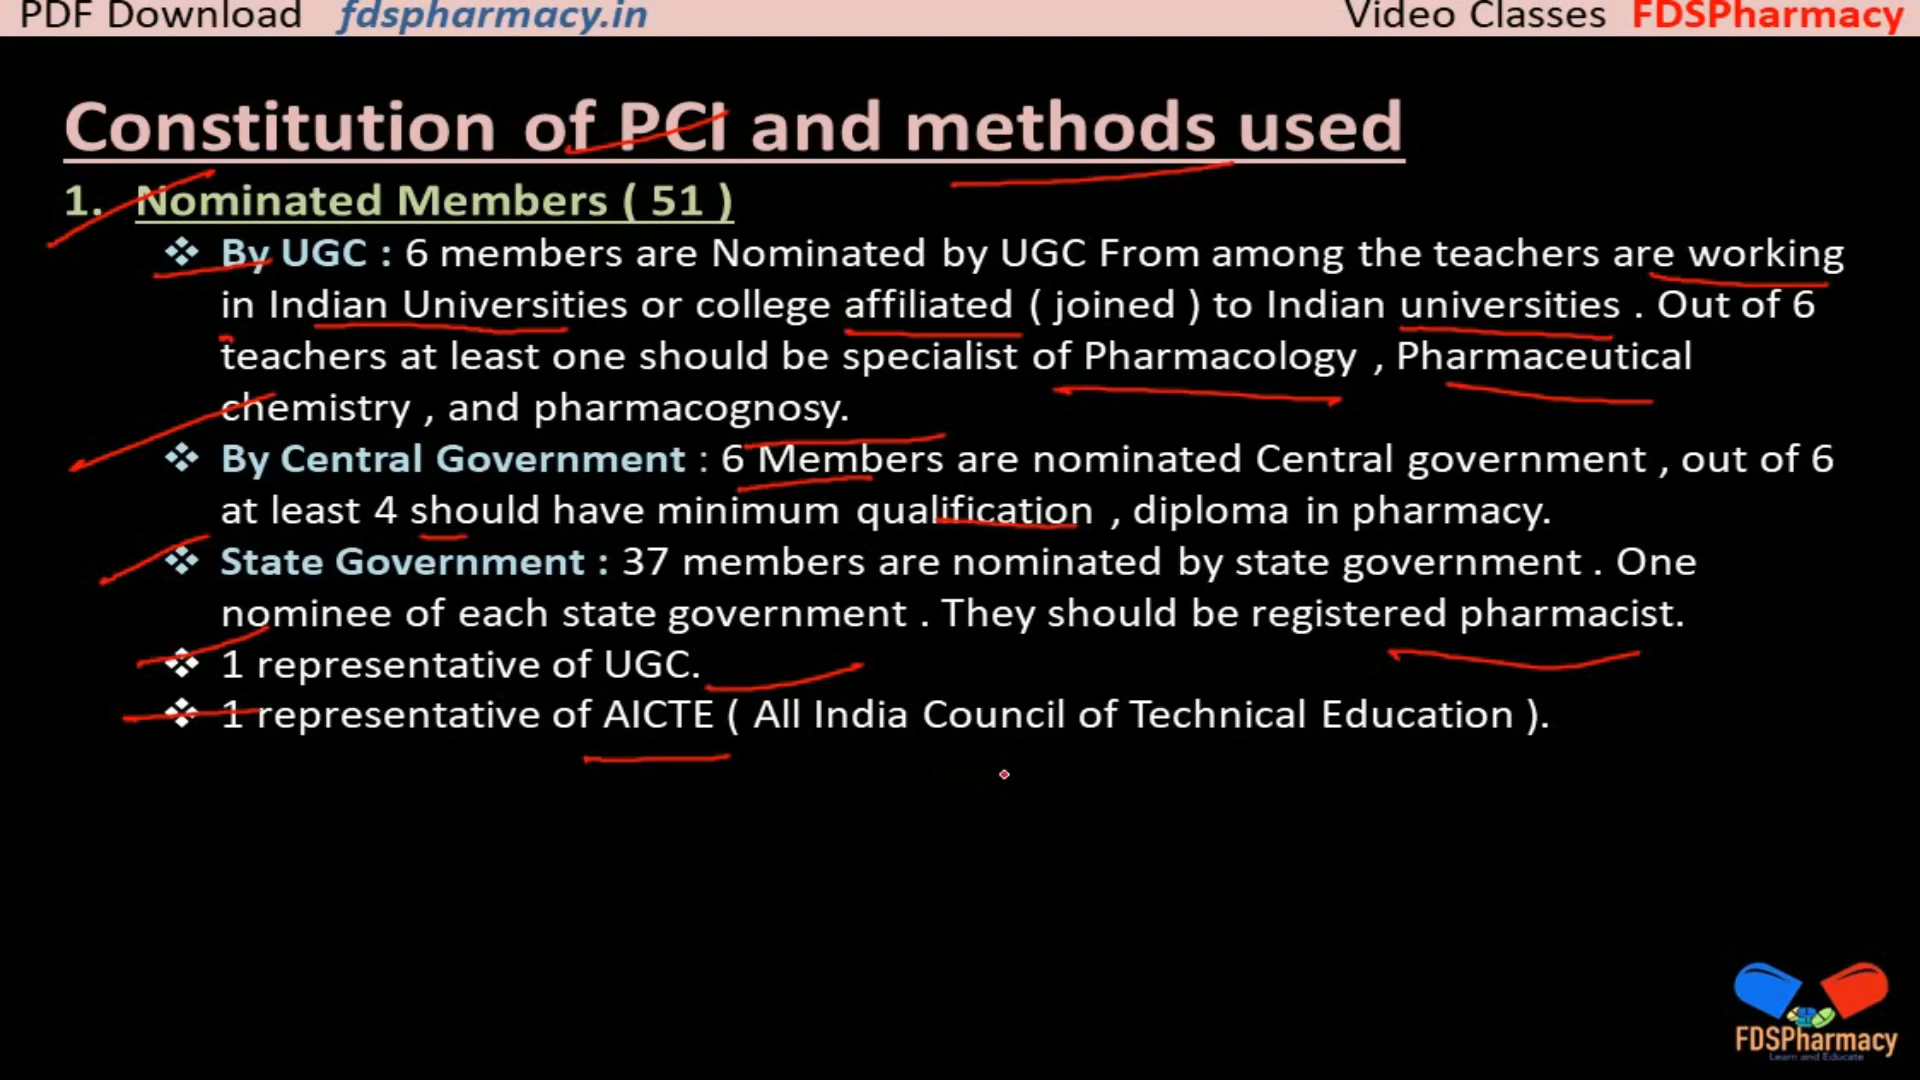 PDF Download fdspharmacy.in Video Classes FDSPharmacy
Constitution of PCI and methods used
1. Nominated Members ( 51 )
❖ By UGC : 6 members are Nominated by UGC From among the teachers are working
in Indian Universities or college affiliated ( joined ) to Indian universities . Out of 6
teachers at least one should be specialist of Pharmacology , Pharmaceutical
chemistry , and pharmacognosy.
❖ By Central Government : 6 Members are nominated Central government , out of 6
at least 4 should have minimum qualification , diploma in pharmacy.
❖ State Government : 37 members are nominated by state government . One
nominee of each state government . They should be registered pharmacist.
❖ 1 representative of UGC.
❖ 1 representative of AICTE ( All India Council of Technical Education ).
FDSPharmacy
Learn and Educate